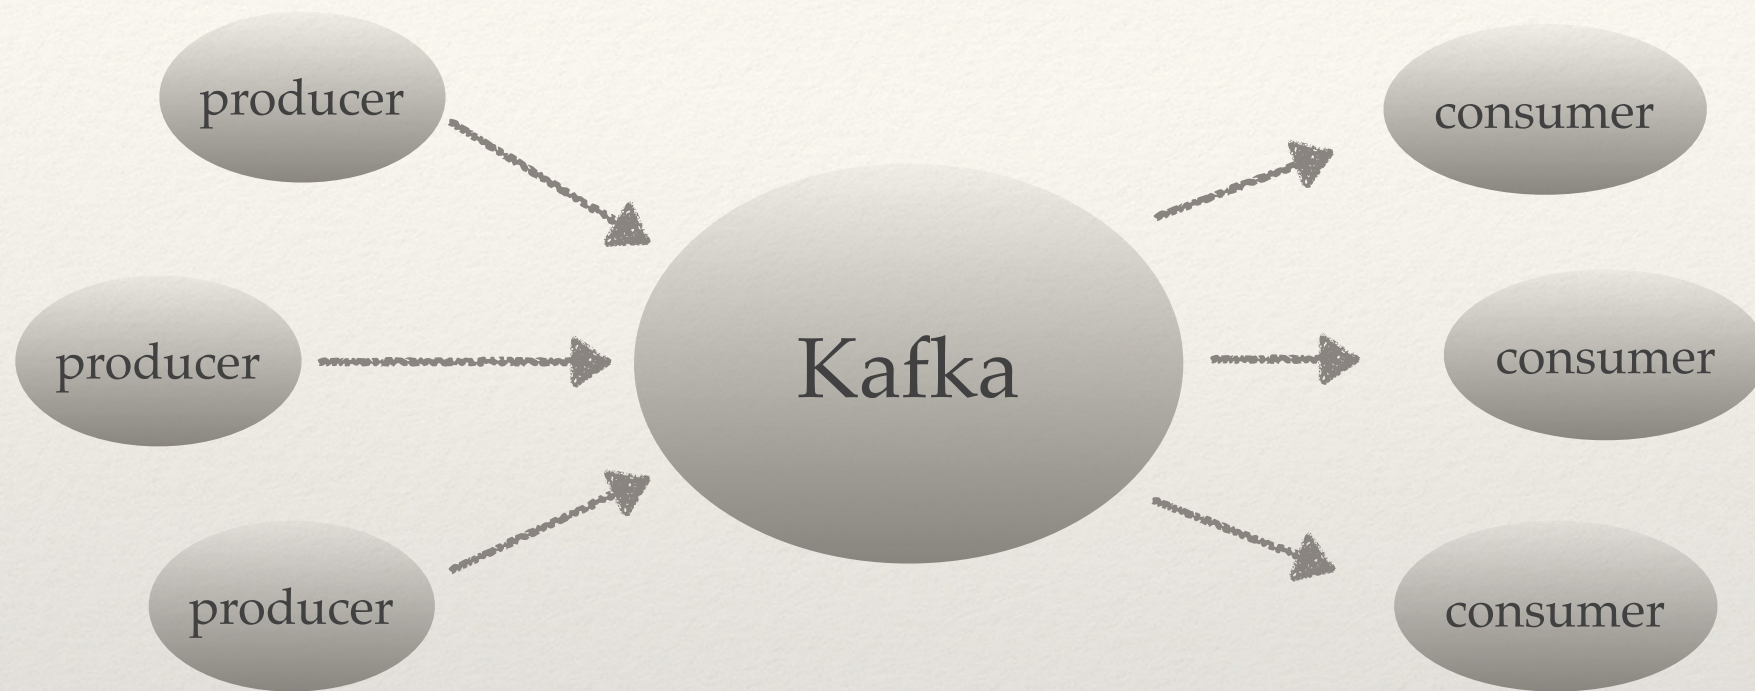 producer
consumer
producer
Kafka
consumer
producer
consumer